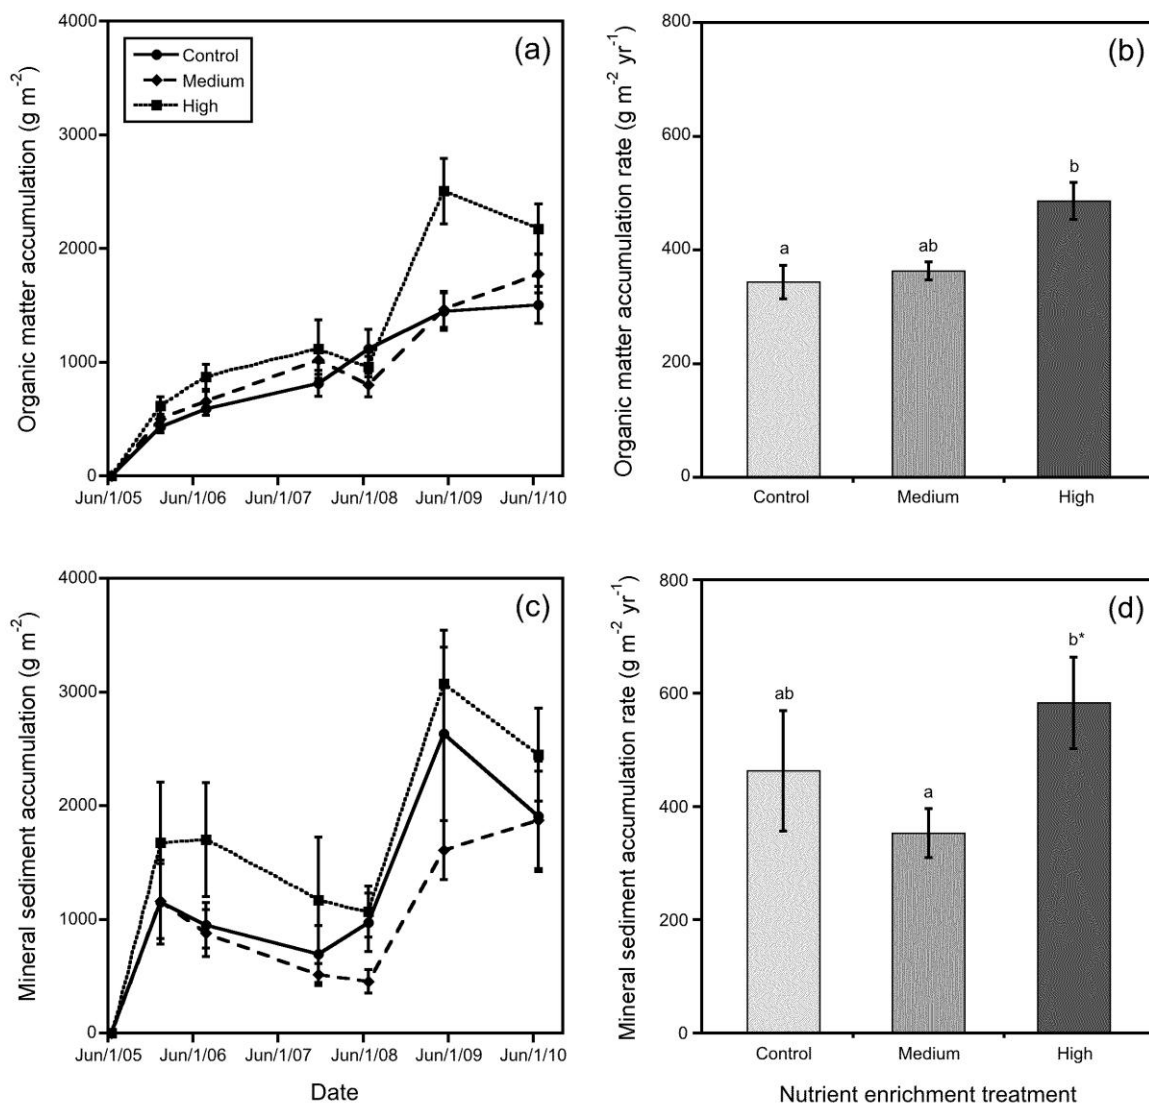 4000
3000
2000
1000
0
Organic matter accumulation (g m⁻²)
Control
Medium
High
(a)
Jun/1/05 Jun/1/06 Jun/1/07 Jun/1/08 Jun/1/09 Jun/1/10
800
600
400
200
0
Organic matter accumulation rate (g m⁻² yr⁻¹)
(b)
a
ab
b
Control Medium High
4000
3000
2000
1000
0
Mineral sediment accumulation (g m⁻²)
(c)
Jun/1/05 Jun/1/06 Jun/1/07 Jun/1/08 Jun/1/09 Jun/1/10
Date
800
600
400
200
0
Mineral sediment accumulation rate (g m⁻² yr⁻¹)
(d)
ab
a
b*
Control Medium High
Nutrient enrichment treatment